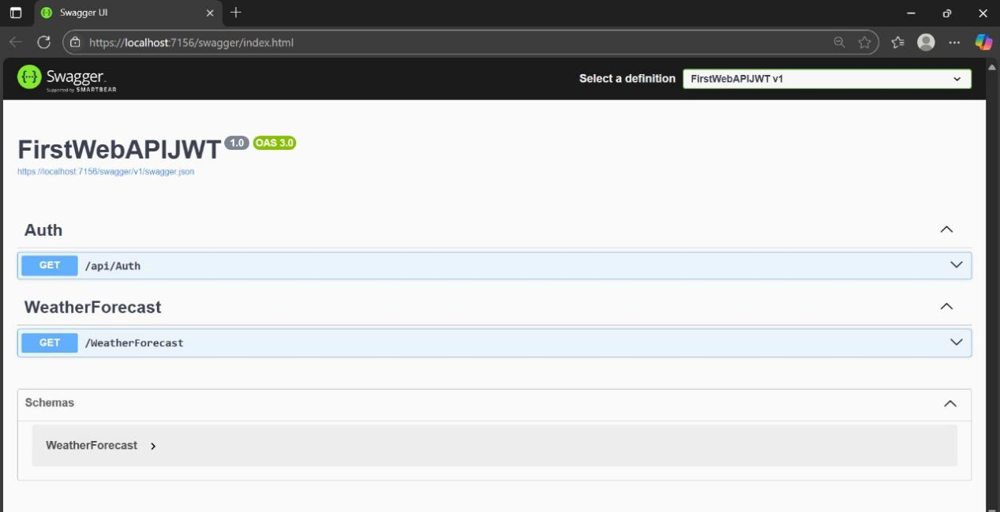 Swagger UI
https://localhost:7156/swagger/index.html
Swagger
Supported by SMARTBEAR
Select a definition
FirstWebAPIJWT v1
FirstWebAPIJWT 1.0 OAS 3.0
https://localhost:7156/swagger/v1/swagger.json
Auth
GET /api/Auth
WeatherForecast
GET /WeatherForecast
Schemas
WeatherForecast